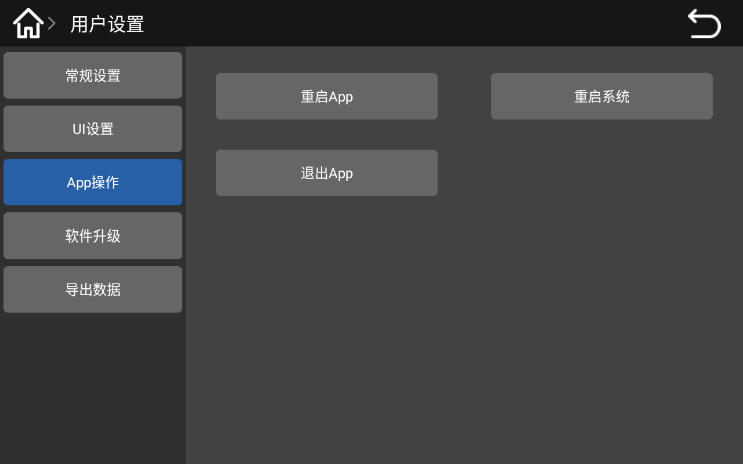 用户设置
常规设置
UI设置
App操作
软件升级
导出数据
重启App
重启系统
退出App